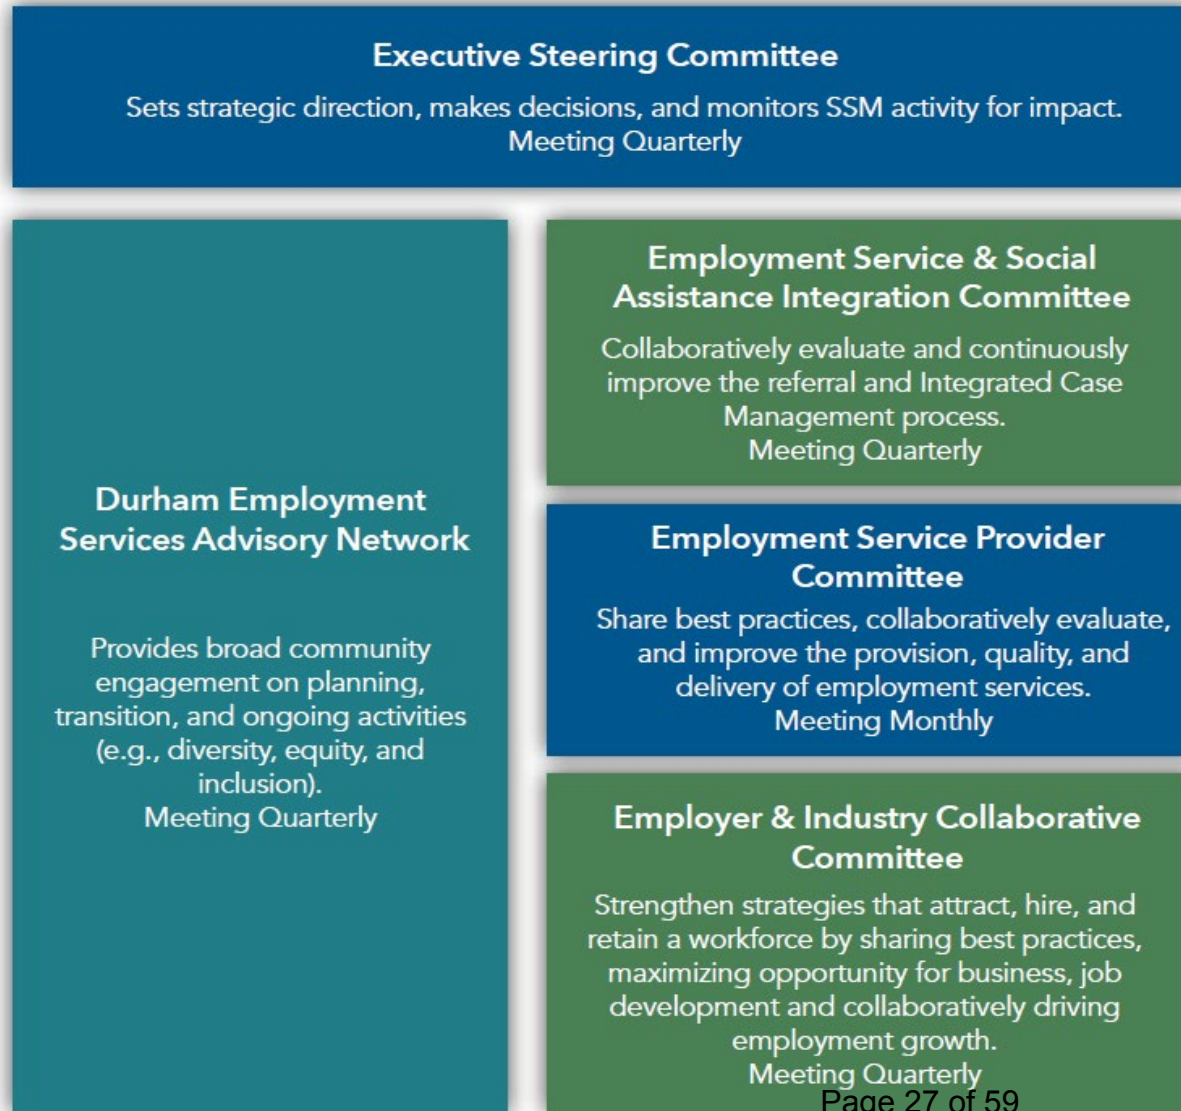 Executive Steering Committee
Sets strategic direction, makes decisions, and monitors SSM activity for impact.
Meeting Quarterly
Durham Employment
Services Advisory Network
Provides broad community
engagement on planning,
transition, and ongoing activities
(e.g., diversity, equity, and
inclusion).
Meeting Quarterly
Employment Service & Social
Assistance Integration Committee
Collaboratively evaluate and continuously
improve the referral and Integrated Case
Management process.
Meeting Quarterly
Employment Service Provider
Committee
Share best practices, collaboratively evaluate,
and improve the provision, quality, and
delivery of employment services.
Meeting Monthly
Employer & Industry Collaborative
Committee
Strengthen strategies that attract, hire, and
retain a workforce by sharing best practices,
maximizing opportunity for business, job
development and collaboratively driving
employment growth.
Meeting Quarterly
Page 27 of 59